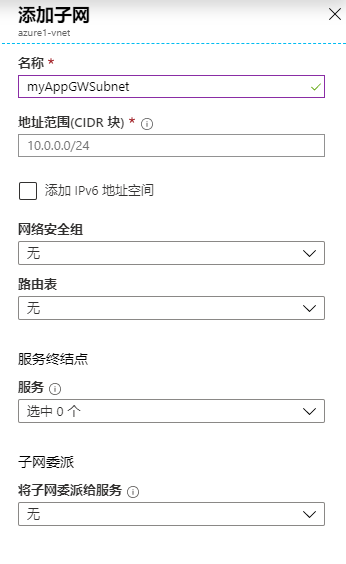 添加子网
azure1-vnet
名称 *
myAppGWSubnet
地址范围(CIDR 块) *
10.0.0.0/24
添加 IPv6 地址空间
网络安全组
无
路由表
无
服务终结点
服务
选中 0 个
子网委派
将子网委派给服务
无